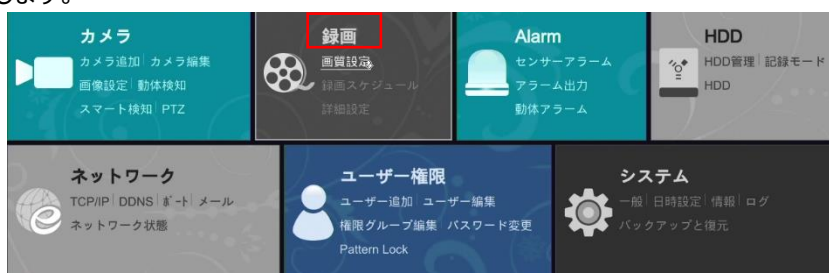 します。
カメラ
カメラ追加 カメラ編集
画像設定 動体検知
スマート検知 PTZ
録画
画質設定
録画スケジュール
詳細設定
Alarm
センサーアラーム
アラーム出力
動体アラーム
HDD
HDD管理 記録モード
HDD
ネットワーク
TCP/IP DDNS ポート メール
ネットワーク状態
ユーザー権限
ユーザー追加 ユーザー編集
権限グループ編集 パスワード変更
Pattern Lock
システム
一般 日時設定 情報 ログ
バックアップと復元